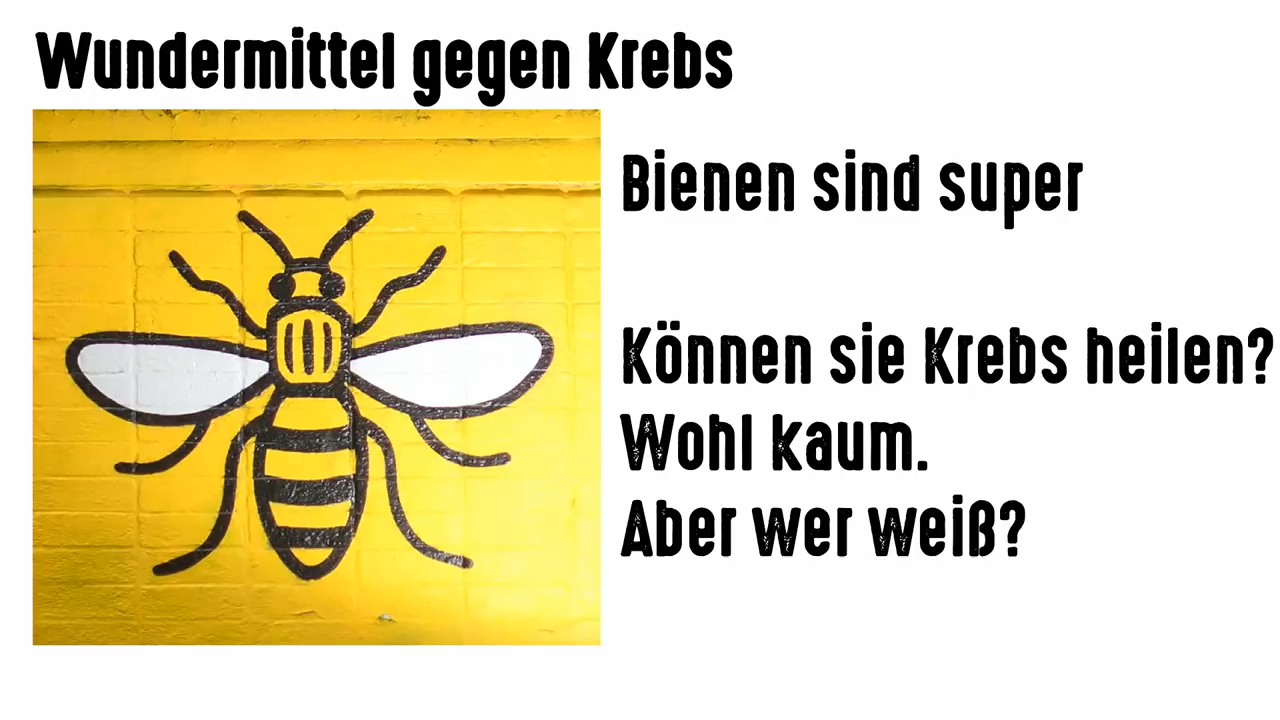 Wundermittel gegen Krebs
Bienen sind super
Können sie Krebs heilen?
Wohl kaum.
Aber wer weiß?